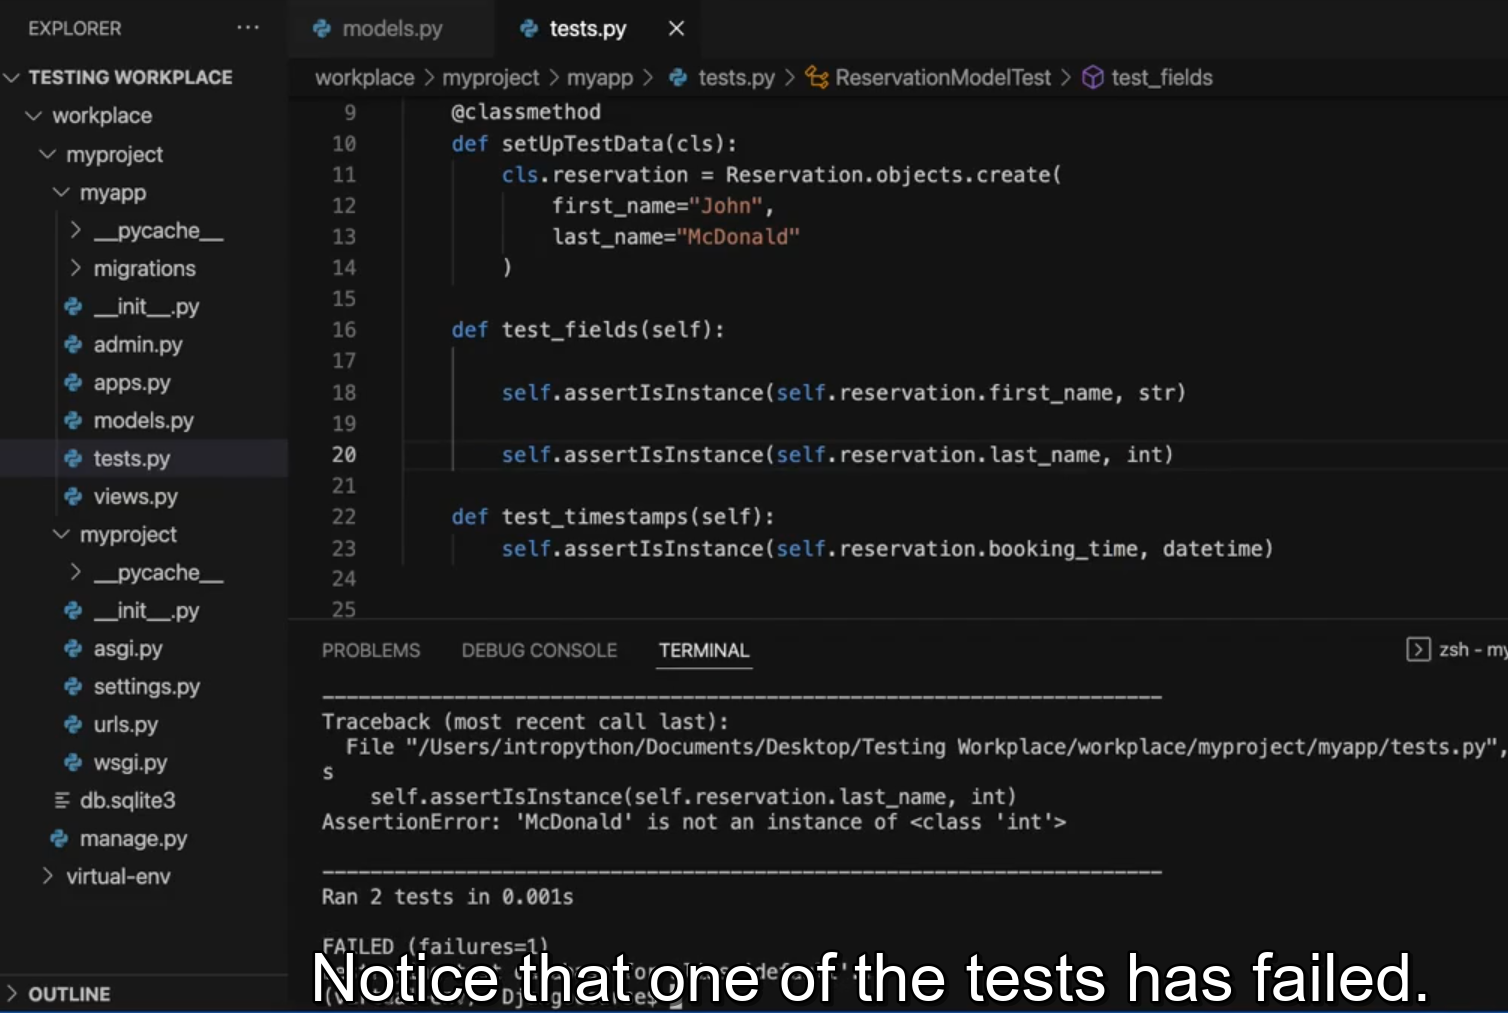 EXPLORER
···
TESTING WORKPLACE
workplace
myproject
myapp
__pycache__
migrations
__init__.py
admin.py
apps.py
models.py
tests.py
views.py
myproject
__pycache__
__init__.py
asgi.py
settings.py
urls.py
wsgi.py
db.sqlite3
manage.py
virtual-env
OUTLINE
models.py tests.py
workplace > myproject > myapp > tests.py > ReservationModelTest > test_fields
9 @classmethod
10 def setUpTestData(cls):
11 cls.reservation = Reservation.objects.create(
12 first_name="John",
13 last_name="McDonald"
14 )
15
16 def test_fields(self):
17
18 self.assertIsInstance(self.reservation.first_name, str)
19
20 self.assertIsInstance(self.reservation.last_name, int)
21
22 def test_timestamps(self):
23 self.assertIsInstance(self.reservation.booking_time, datetime)
24
25
PROBLEMS DEBUG CONSOLE TERMINAL zsh - my
Traceback (most recent call last):
File "/Users/intropython/Documents/Desktop/Testing Workplace/workplace/myproject/myapp/tests.py",
s
self.assertIsInstance(self.reservation.last_name, int)
AssertionError: 'McDonald' is not an instance of <class 'int'>
Ran 2 tests in 0.001s
FAILED (failures=1)
Notice that one of the tests has failed.